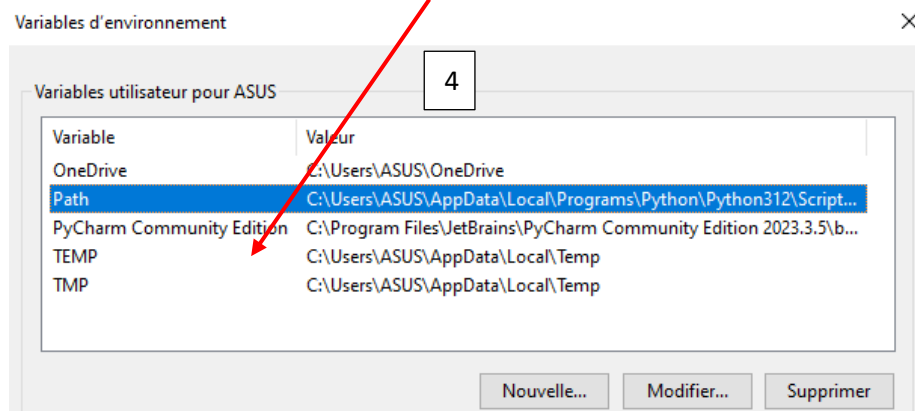 Variables d'environnement
4
Variables utilisateur pour ASUS
Variable Valeur
OneDrive C:\Users\ASUS\OneDrive
Path C:\Users\ASUS\AppData\Local\Programs\Python\Python312\Script...
PyCharm Community Edition C:\Program Files\JetBrains\PyCharm Community Edition 2023.3.5\b...
TEMP C:\Users\ASUS\AppData\Local\Temp
TMP C:\Users\ASUS\AppData\Local\Temp
Nouvelle... Modifier... Supprimer